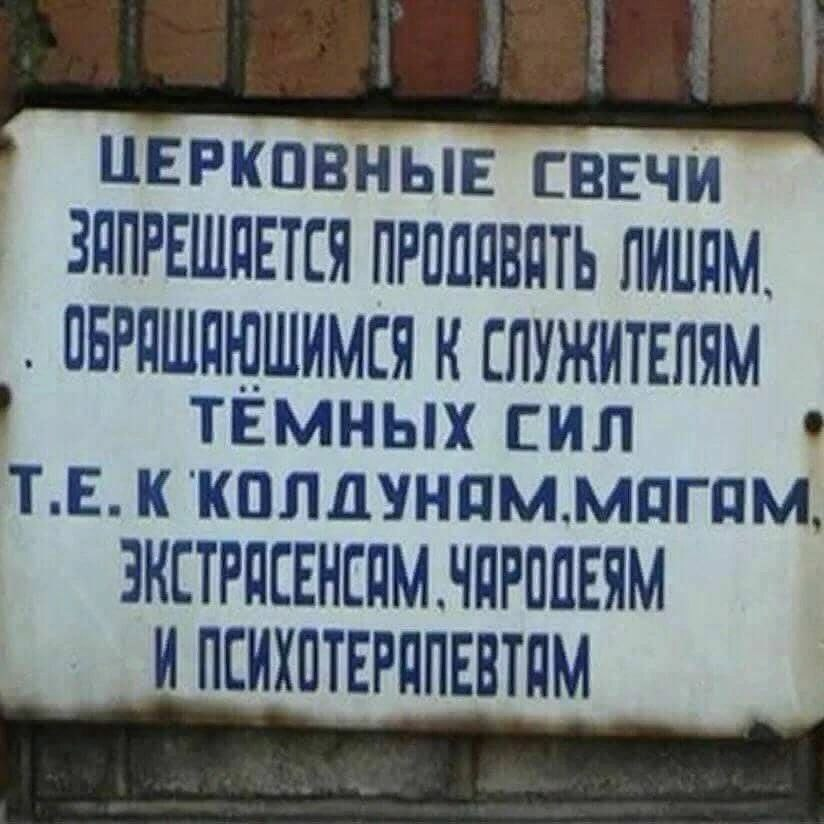 ЦЕРКОВНЫЕ СВЕЧИ
ЗАПРЕЩАЕТСЯ ПРОДАВАТЬ ЛИЦАМ,
ОБРАЩАЮЩИМСЯ К СЛУЖИТЕЛЯМ
ТЁМНЫХ СИЛ
Т.Е. К КОЛДУНАМ, МАГАМ,
ЭКСТРАСЕНСАМ, ЧАРОДЕЯМ
И ПСИХОТЕРАПЕВТАМ